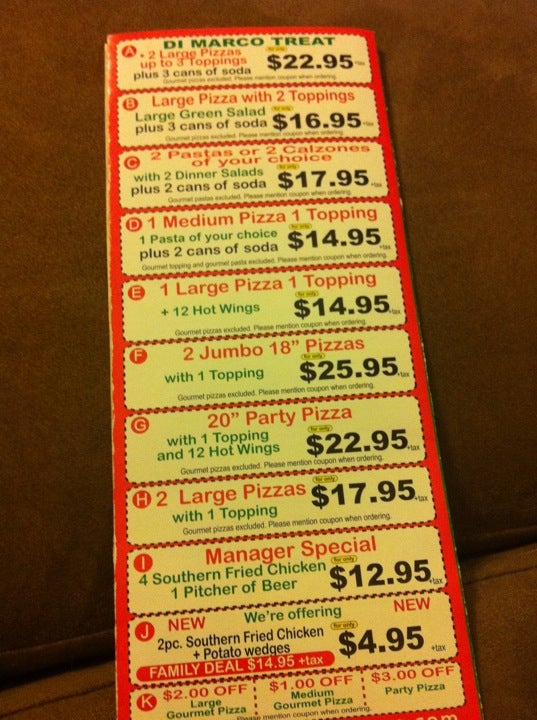 A DI MARCO TREAT
• 2 Large Pizzas
up to 3 Toppings
plus 3 cans of soda
for only
$22.95+tax
Gourmet pizzas excluded. Please mention coupon when ordering.
B Large Pizza with 2 Toppings
Large Green Salad
plus 3 cans of soda
for only
$16.95+tax
Gourmet pizzas excluded. Please mention coupon when ordering.
C 2 Pastas or 2 Calzones
of your choice
with 2 Dinner Salads
plus 2 cans of soda
for only
$17.95+tax
Gourmet pastas excluded. Please mention coupon when ordering.
D 1 Medium Pizza 1 Topping
1 Pasta of your choice
plus 2 cans of soda
for only
$14.95+tax
Gourmet topping and gourmet pasta excluded. Please mention coupon when ordering.
E 1 Large Pizza 1 Topping
+ 12 Hot Wings
for only
$14.95+tax
Gourmet pizzas excluded. Please mention coupon when ordering.
F 2 Jumbo 18" Pizzas
with 1 Topping
for only
$25.95+tax
Gourmet pizzas excluded. Please mention coupon when ordering.
G 20" Party Pizza
with 1 Topping
and 12 Hot Wings
for only
$22.95+tax
Gourmet pizzas excluded. Please mention coupon when ordering.
H 2 Large Pizzas
with 1 Topping
for only
$17.95+tax
Gourmet pizzas excluded. Please mention coupon when ordering.
I Manager Special
4 Southern Fried Chicken
1 Pitcher of Beer
for only
$12.95+tax
J NEW We're offering NEW
2pc. Southern Fried Chicken
+ Potato wedges
for only
$4.95 +tax
FAMILY DEAL $14.95 +tax
K $2.00 OFF
Large
Gourmet Pizza
$1.00 OFF
Medium
Gourmet Pizza
$3.00 OFF
Party Pizza
Please mention coupon when ordering.